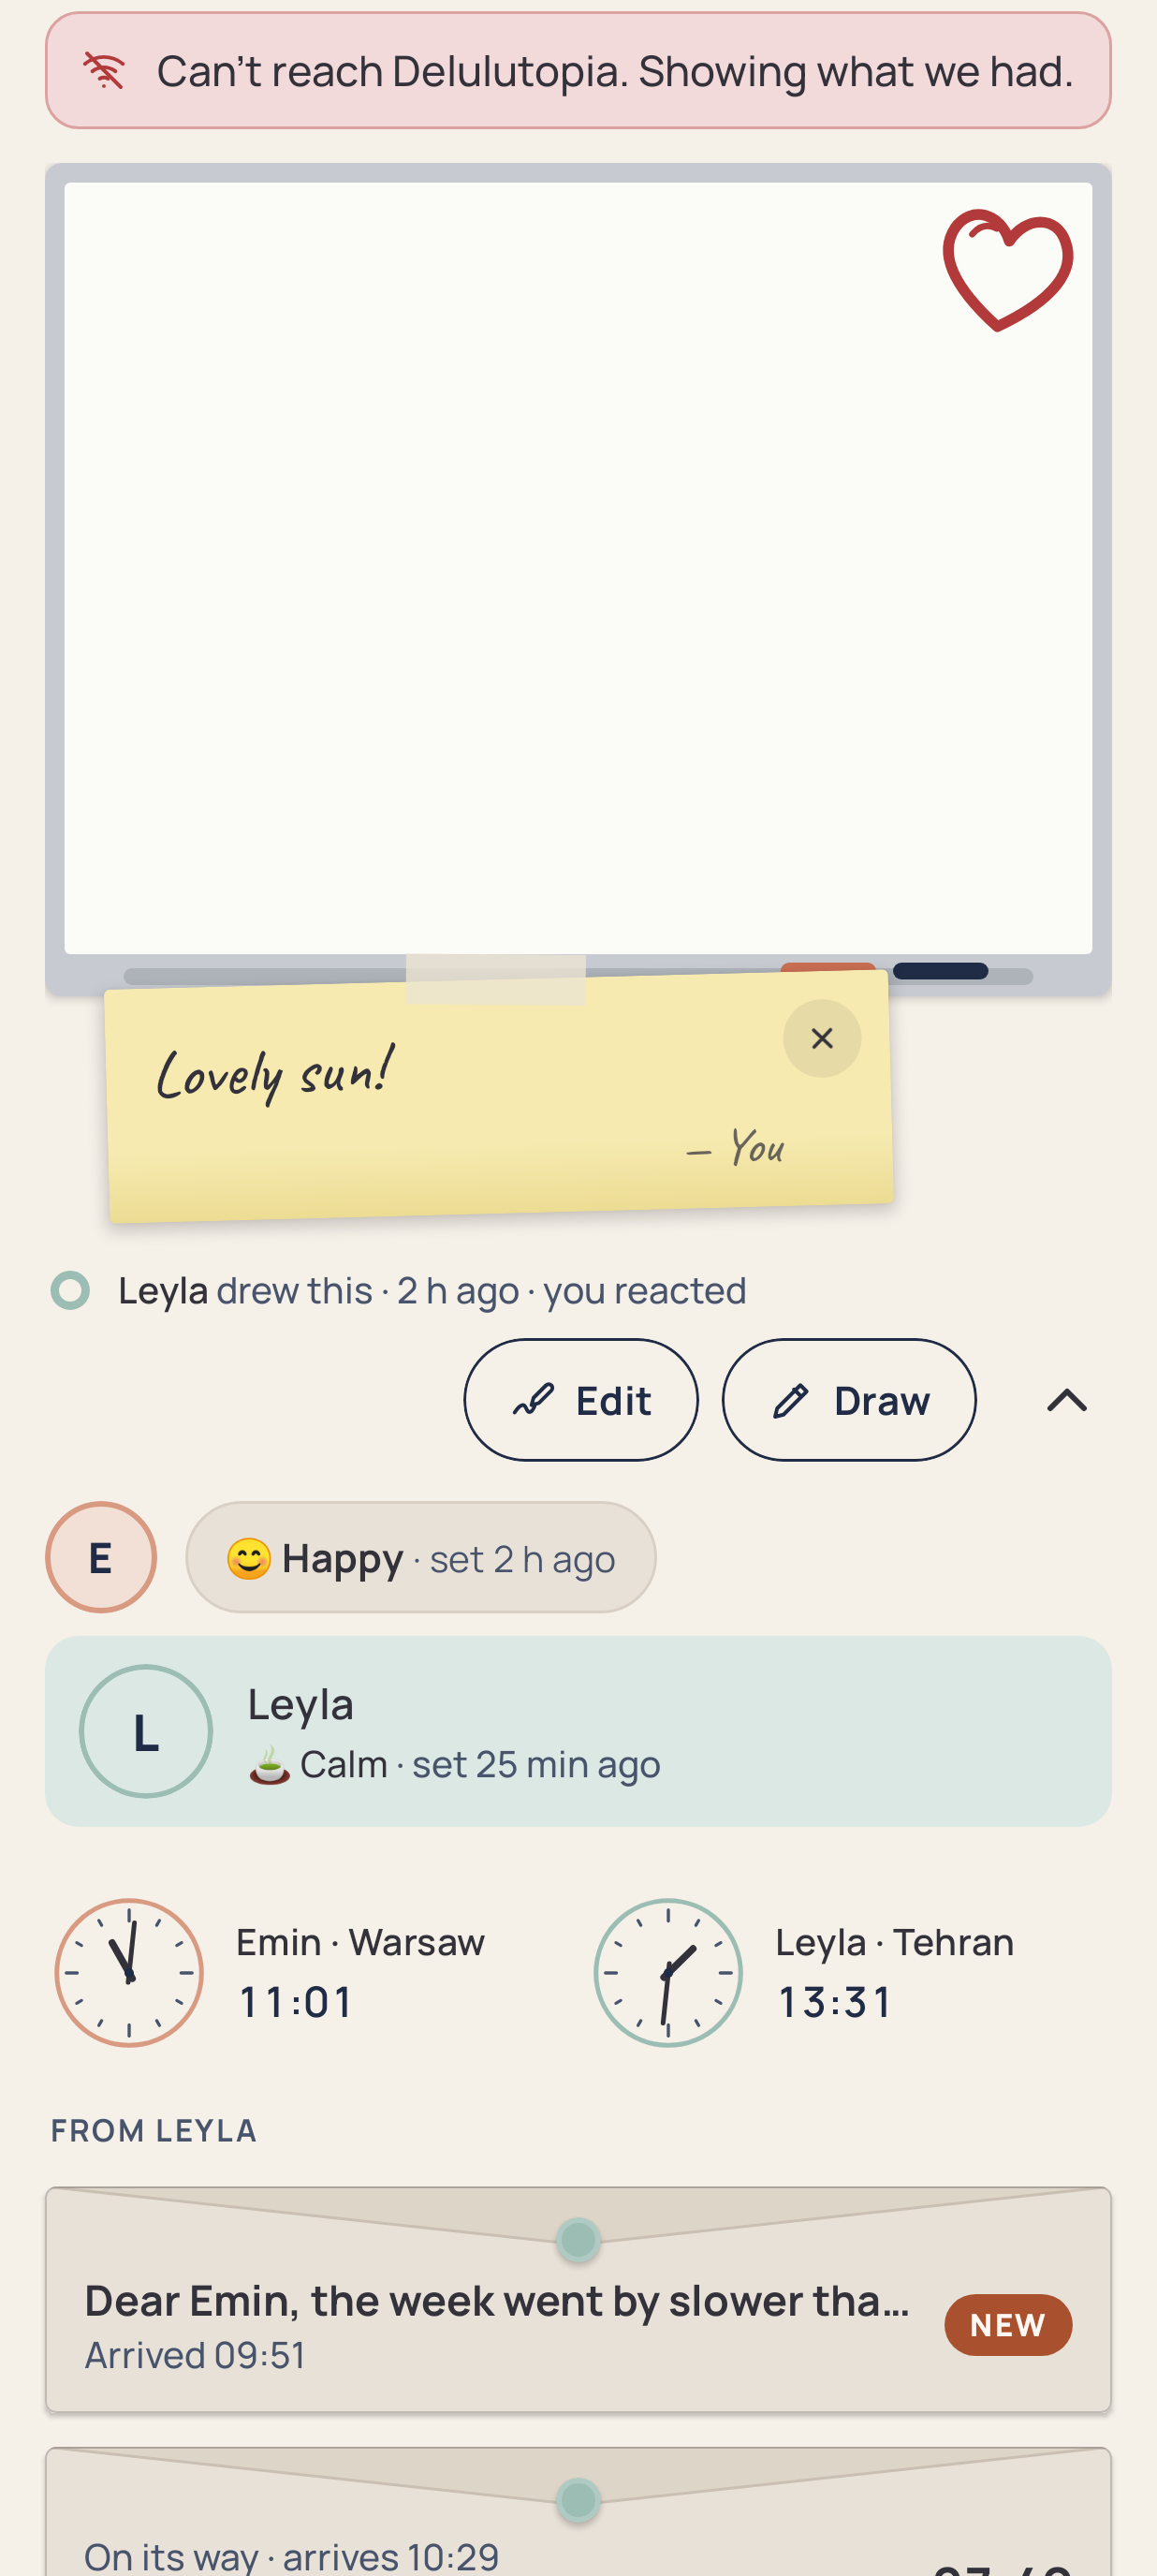 Can't reach Delulutopia. Showing what we had.
Lovely sun!
– You
Leyla drew this · 2 h ago · you reacted
Edit
Draw
E
😊 Happy · set 2 h ago
L
Leyla
🍵 Calm · set 25 min ago
Emin · Warsaw
11:01
Leyla · Tehran
13:31
FROM LEYLA
Dear Emin, the week went by slower tha...
NEW
Arrived 09:51
On its way · arrives 10:29